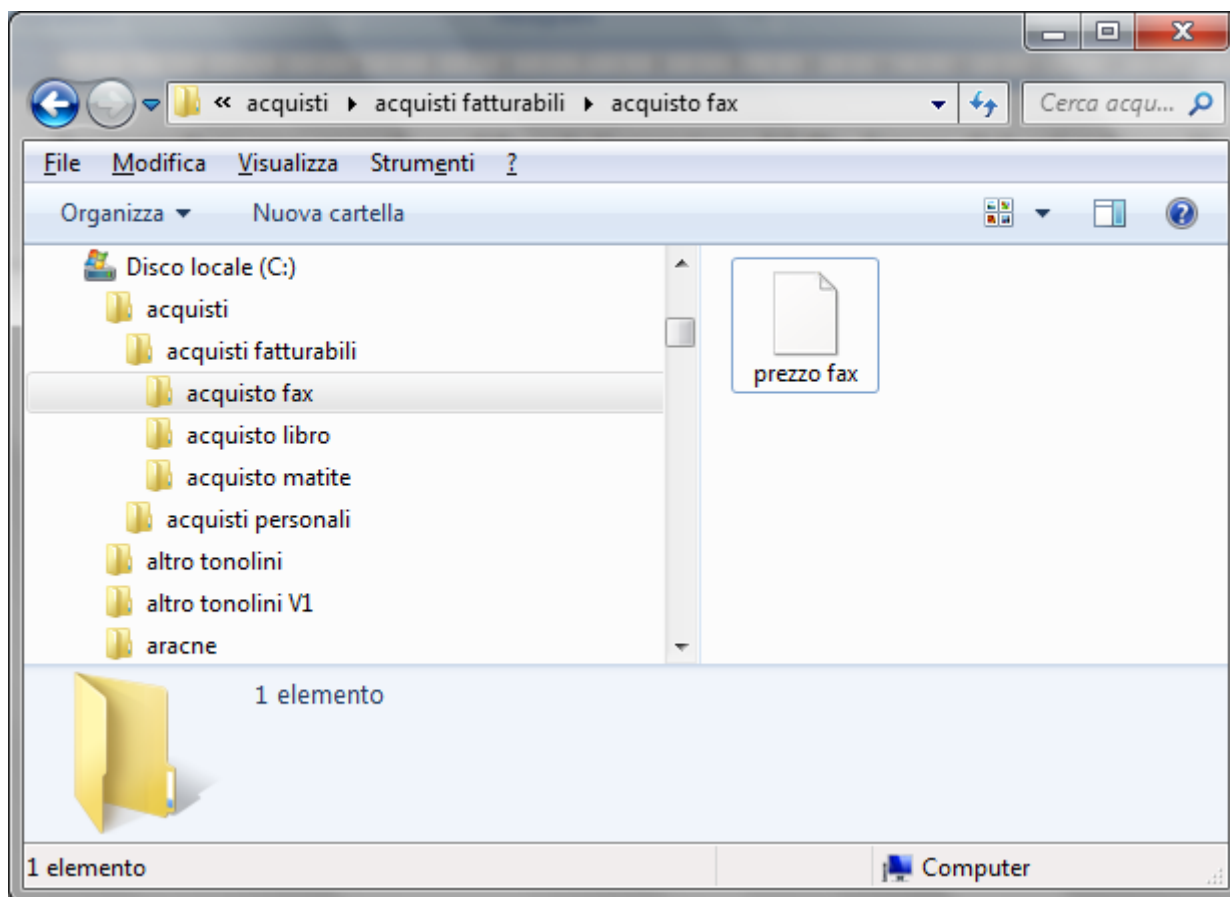 « acquisti ▸ acquisti fatturabili ▸ acquisto fax
Cerca acqu...
File Modifica Visualizza Strumenti ?
Organizza Nuova cartella
Disco locale (C:)
acquisti
acquisti fatturabili
acquisto fax
acquisto libro
acquisto matite
acquisti personali
altro tonolini
altro tonolini V1
aracne
prezzo fax
1 elemento
1 elemento Computer